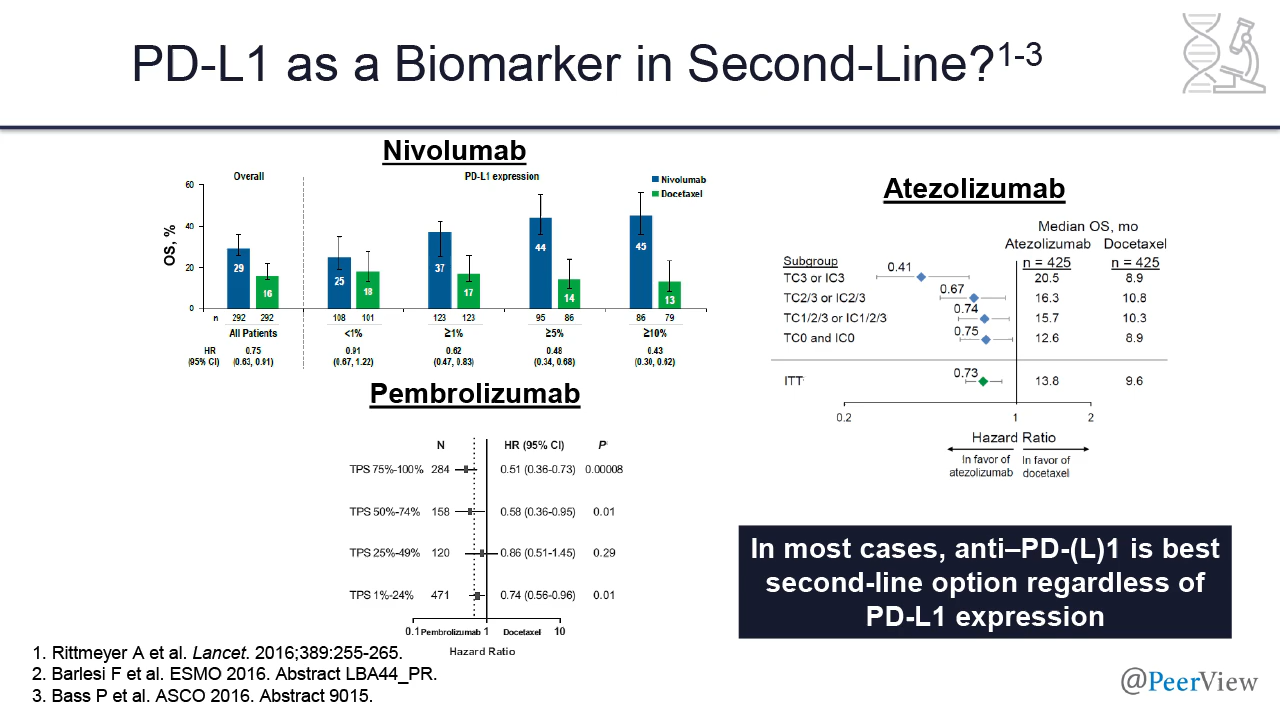 PD-L1 as a Biomarker in Second-Line?1-3
Nivolumab
Overall
PD-L1 expression
Nivolumab
Docetaxel
OS, %
60
40
20
0
29
16
25
18
37
17
44
14
45
13
n 292 292 108 101 123 123 95 86 86 79
All Patients <1% ≥1% ≥5% ≥10%
HR 0.75 0.91 0.62 0.48 0.43
(95% CI) (0.63, 0.91) (0.67, 1.22) (0.47, 0.83) (0.34, 0.68) (0.30, 0.62)
Pembrolizumab
N HR (95% CI) P
TPS 75%-100% 284 0.51 (0.36-0.73) 0.00008
TPS 50%-74% 158 0.58 (0.36-0.95) 0.01
TPS 25%-49% 120 0.86 (0.51-1.45) 0.29
TPS 1%-24% 471 0.74 (0.56-0.96) 0.01
0.1 Pembrolizumab 1 Docetaxel 10
Hazard Ratio
Atezolizumab
Median OS, mo
Atezolizumab Docetaxel
Subgroup n = 425 n = 425
TC3 or IC3 0.41 20.5 8.9
TC2/3 or IC2/3 0.67 16.3 10.8
TC1/2/3 or IC1/2/3 0.74 15.7 10.3
TC0 and IC0 0.75 12.6 8.9
ITT 0.73 13.8 9.6
0.2 1 2
Hazard Ratio
In favor of In favor of
atezolizumab docetaxel
In most cases, anti–PD-(L)1 is best
second-line option regardless of
PD-L1 expression
1. Rittmeyer A et al. Lancet. 2016;389:255-265.
2. Barlesi F et al. ESMO 2016. Abstract LBA44_PR.
3. Bass P et al. ASCO 2016. Abstract 9015.
@PeerView